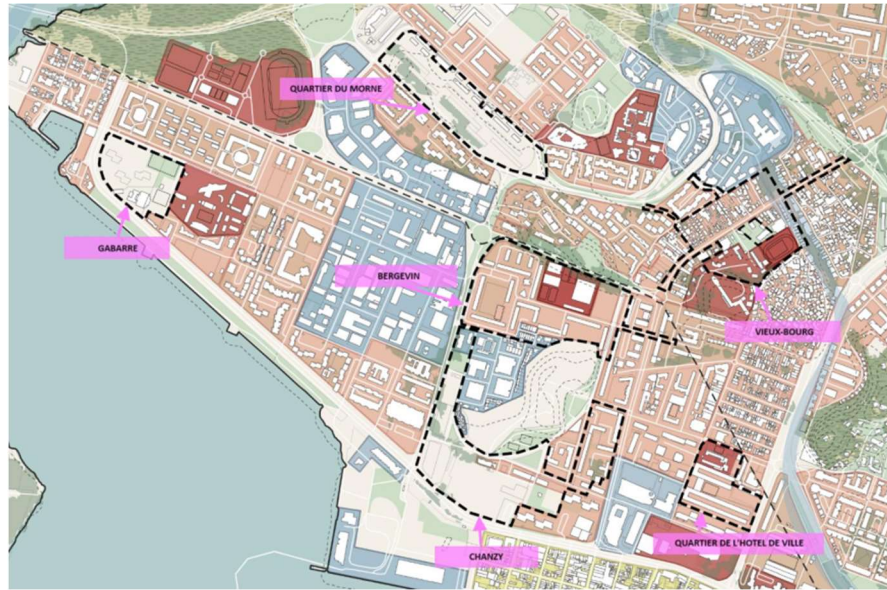 QUARTIER DU MORNE
GABARRE
BERGEVIN
VIEUX-BOURG
QUARTIER DE L'HOTEL DE VILLE
CHANZY